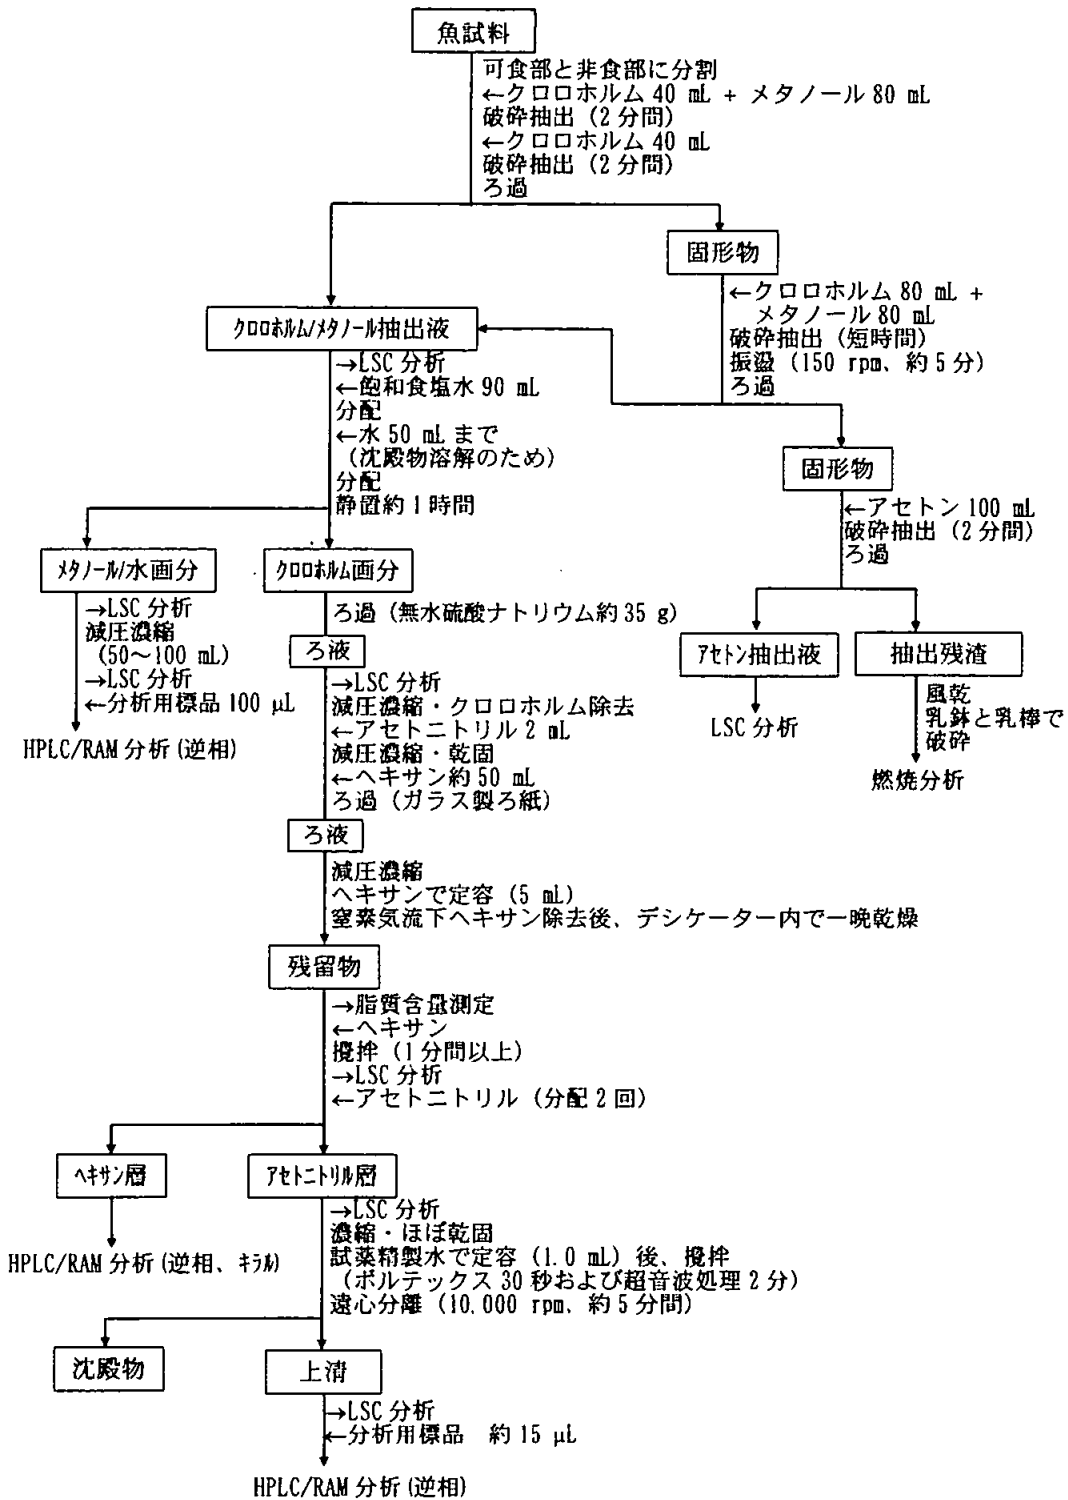 魚試料
可食部と非食部に分割
←クロロホルム 40 mL + メタノール 80 mL
破砕抽出 (2分間)
←クロロホルム 40 mL
破砕抽出 (2分間)
ろ過
固形物
←クロロホルム 80 mL +
メタノール 80 mL
破砕抽出 (短時間)
振盪 (150 rpm、約5分)
ろ過
クロロホルム/メタノール抽出液
→LSC 分析
←飽和食塩水 90 mL
分配
←水 50 mL まで
(沈殿物溶解のため)
分配
静置約1時間
固形物
←アセトン 100 mL
破砕抽出 (2分間)
ろ過
メタノール/水画分
→LSC 分析
減圧濃縮
(50～100 mL)
→LSC 分析
←分析用標品 100 μL
HPLC/RAM 分析 (逆相)
クロロホルム画分
ろ過 (無水硫酸ナトリウム約 35 g)
ろ液
→LSC 分析
減圧濃縮・クロロホルム除去
←アセトニトリル 2 mL
減圧濃縮・乾固
←ヘキサン約 50 mL
ろ過 (ガラス製ろ紙)
アセトン抽出液
LSC 分析
抽出残渣
風乾
乳鉢と乳棒で
破砕
燃焼分析
ろ液
減圧濃縮
ヘキサンで定容 (5 mL)
窒素気流下ヘキサン除去後、デシケーター内で一晩乾燥
残留物
→脂質含量測定
←ヘキサン
攪拌 (1分間以上)
→LSC 分析
←アセトニトリル (分配2回)
ヘキサン層
HPLC/RAM 分析 (逆相、キラル)
アセトニトリル層
→LSC 分析
濃縮・ほぼ乾固
試薬精製水で定容 (1.0 mL) 後、攪拌
(ボルテックス 30 秒および超音波処理2分)
遠心分離 (10,000 rpm、約5分間)
沈殿物
上清
→LSC 分析
←分析用標品 約 15 μL
HPLC/RAM 分析 (逆相)